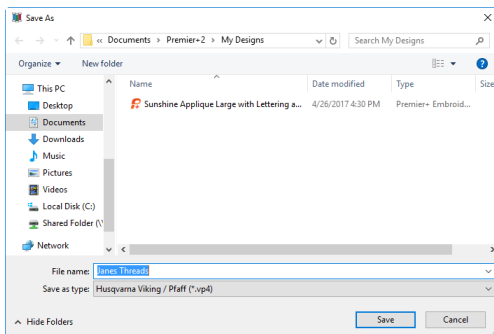 Save As
« Documents > Premier+2 > My Designs
Search My Designs
Organize
New folder
Name
Date modified
Type
Size
This PC
Desktop
Documents
Downloads
Music
Pictures
Videos
Local Disk (C:)
Shared Folder (\\
Network
Sunshine Applique Large with Lettering a... 4/26/2017 4:30 PM Premier+ Embroid...
File name: Janes Threads
Save as type: Husqvarna Viking / Pfaff (*.vp4)
Hide Folders
Save
Cancel